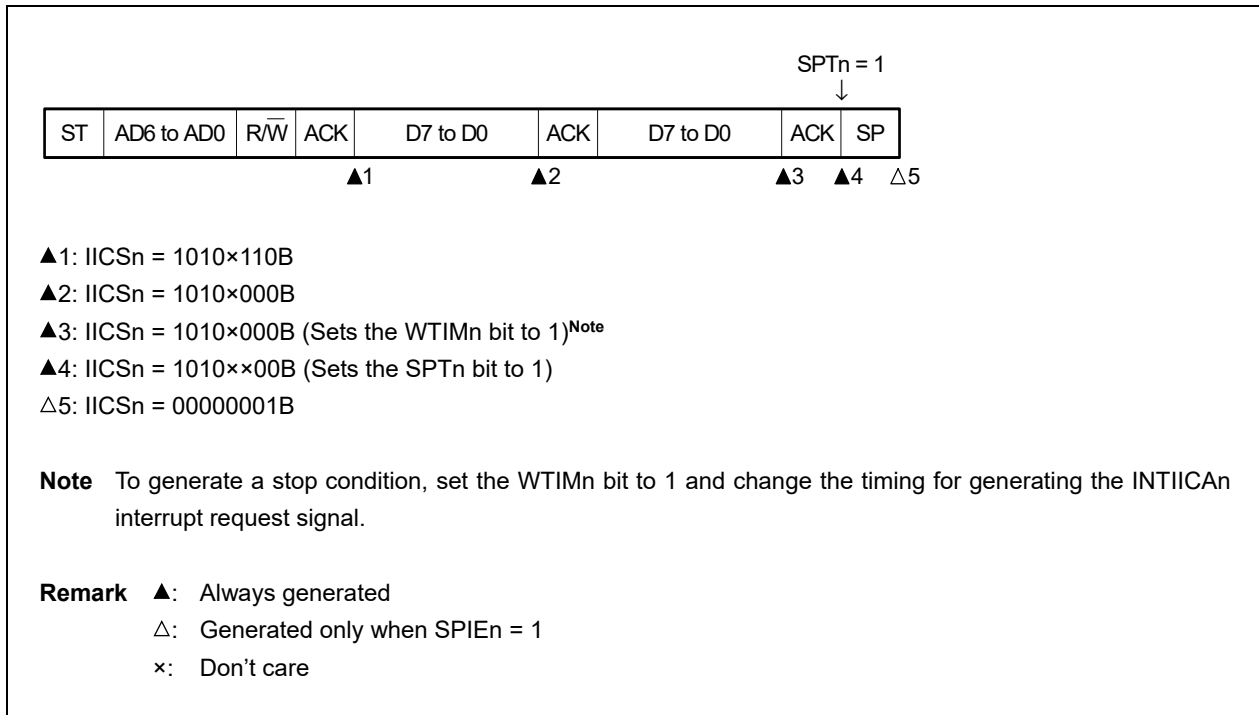 SPTn = 1
↓
ST AD6 to AD0 R/W̅ ACK D7 to D0 ACK D7 to D0 ACK SP
▲1 ▲2 ▲3 ▲4 △5
▲1: IICSn = 1010×110B
▲2: IICSn = 1010×000B
▲3: IICSn = 1010×000B (Sets the WTIMn bit to 1)Note
▲4: IICSn = 1010××00B (Sets the SPTn bit to 1)
△5: IICSn = 00000001B
Note To generate a stop condition, set the WTIMn bit to 1 and change the timing for generating the INTIICAn
interrupt request signal.
Remark ▲: Always generated
△: Generated only when SPIEn = 1
×: Don’t care